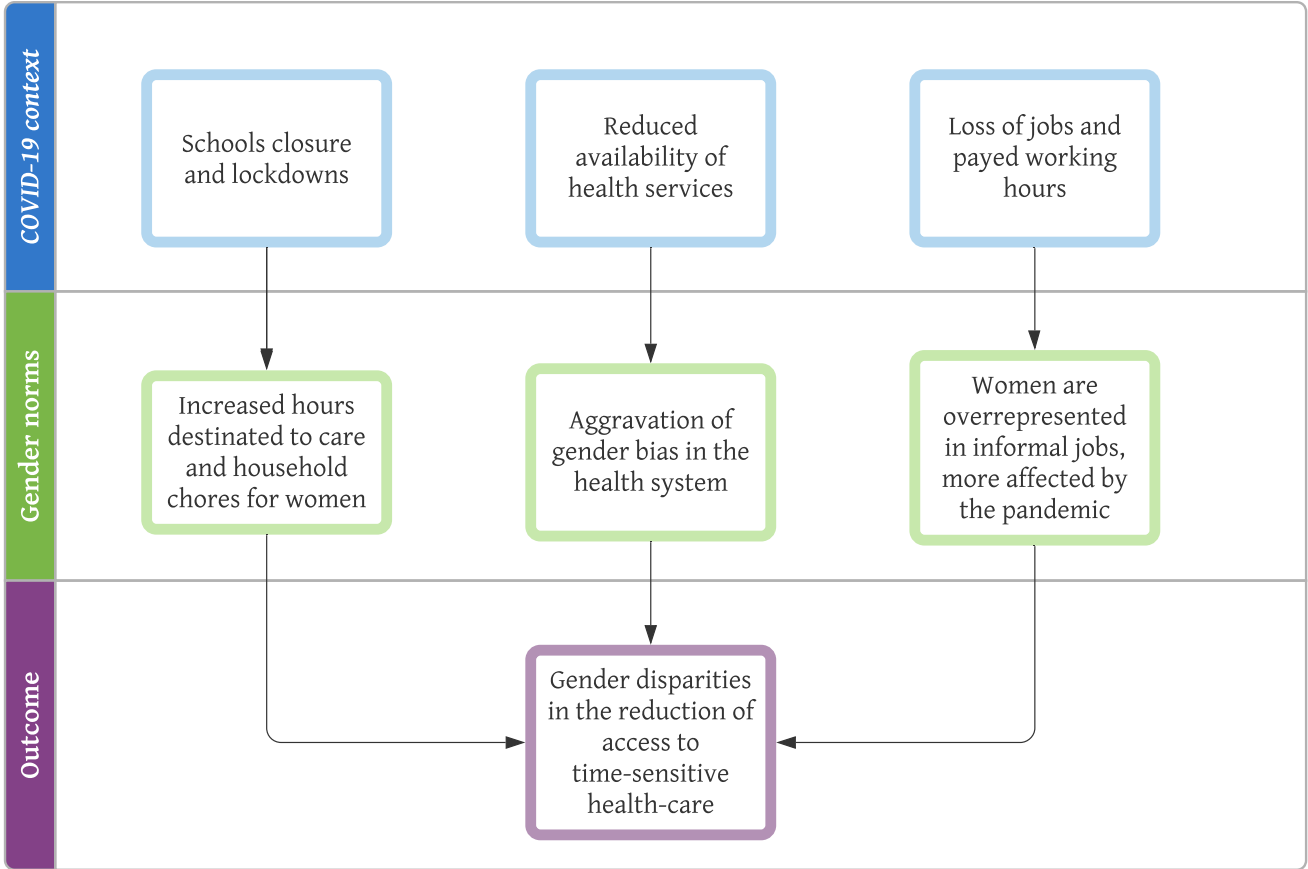 COVID-19 context
Schools closure
and lockdowns
Reduced
availability of
health services
Loss of jobs and
payed working
hours
Gender norms
Increased hours
destinated to care
and household
chores for women
Aggravation of
gender bias in the
health system
Women are
overrepresented
in informal jobs,
more affected by
the pandemic
Outcome
Gender disparities
in the reduction of
access to
time-sensitive
health-care